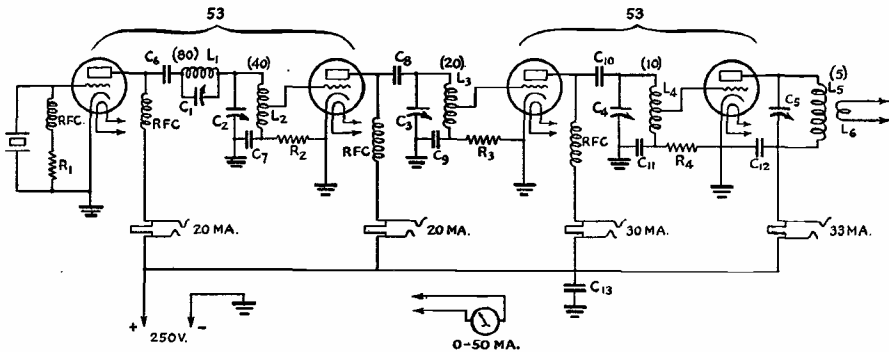 53
53
C6
(80)
L1
C1
(40)
L2
C2
C7
R2
RFC.
R1
RFC
C8
(20)
L3
C3
C9
R3
RFC
C10
(10)
L4
C4
C11
R4
RFC
C12
C5
(5)
L5
L6
20 MA.
20 MA.
30 MA.
33 MA.
C13
+
250V.
-
0-50 MA.